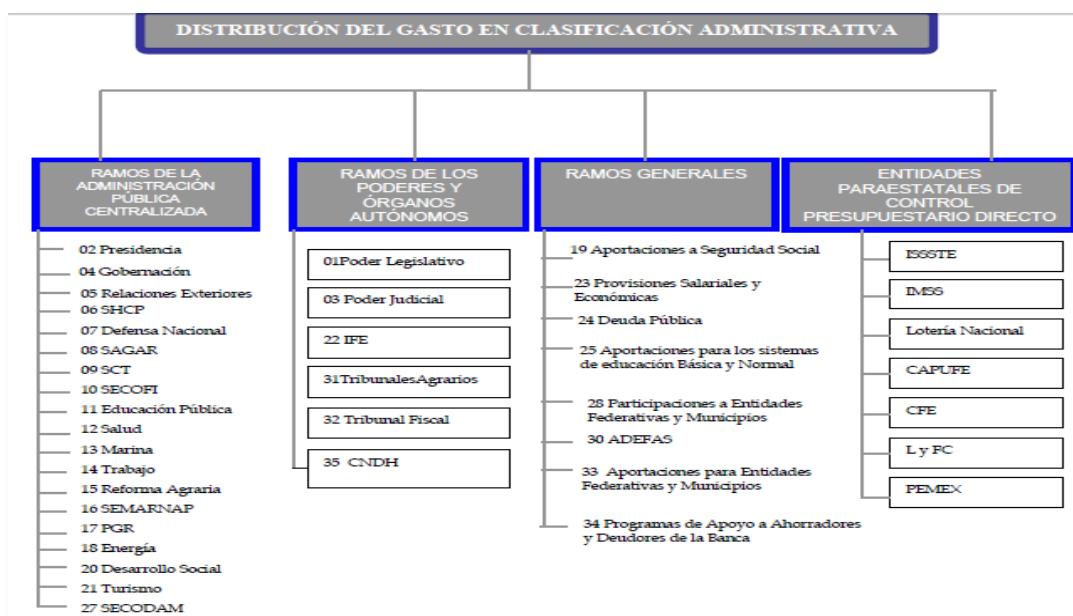 DISTRIBUCIÓN DEL GASTO EN CLASIFICACIÓN ADMINISTRATIVA
RAMOS DE LA
ADMINISTRACIÓN
PÚBLICA
CENTRALIZADA
02 Presidencia
04 Gobernación
05 Relaciones Exteriores
06 SHCP
07 Defensa Nacional
08 SAGAR
09 SCT
10 SECOFI
11 Educación Pública
12 Salud
13 Marina
14 Trabajo
15 Reforma Agraria
16 SEMARNAP
17 PGR
18 Energía
20 Desarrollo Social
21 Turismo
27 SECODAM
RAMOS DE LOS
PODERES Y
ÓRGANOS
AUTÓNOMOS
01Poder Legislativo
03 Poder Judicial
22 IFE
31TribunalesAgrarios
32 Tribunal Fiscal
35 CNDH
RAMOS GENERALES
19 Aportaciones a Seguridad Social
23 Provisiones Salariales y
Económicas
24 Deuda Pública
25 Aportaciones para los sistemas
de educación Básica y Normal
28 Participaciones a Entidades
Federativas y Municipios
30 ADEFAS
33 Aportaciones para Entidades
Federativas y Municipios
34 Programas de Apoyo a Ahorradores
y Deudores de la Banca
ENTIDADES
PARAESTATALES DE
CONTROL
PRESUPUESTARIO DIRECTO
ISSSTE
IMSS
Lotería Nacional
CAPUFE
CFE
L y FC
PEMEX